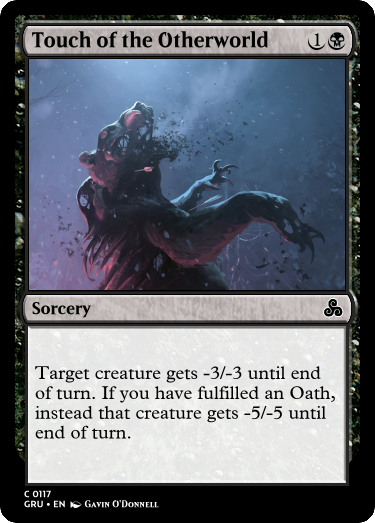 Touch of the Otherworld 1
Sorcery
Target creature gets -3/-3 until end
of turn. If you have fulfilled an Oath,
instead that creature gets -5/-5 until
end of turn.
C 0117
GRU • EN Gavin O'Donnell